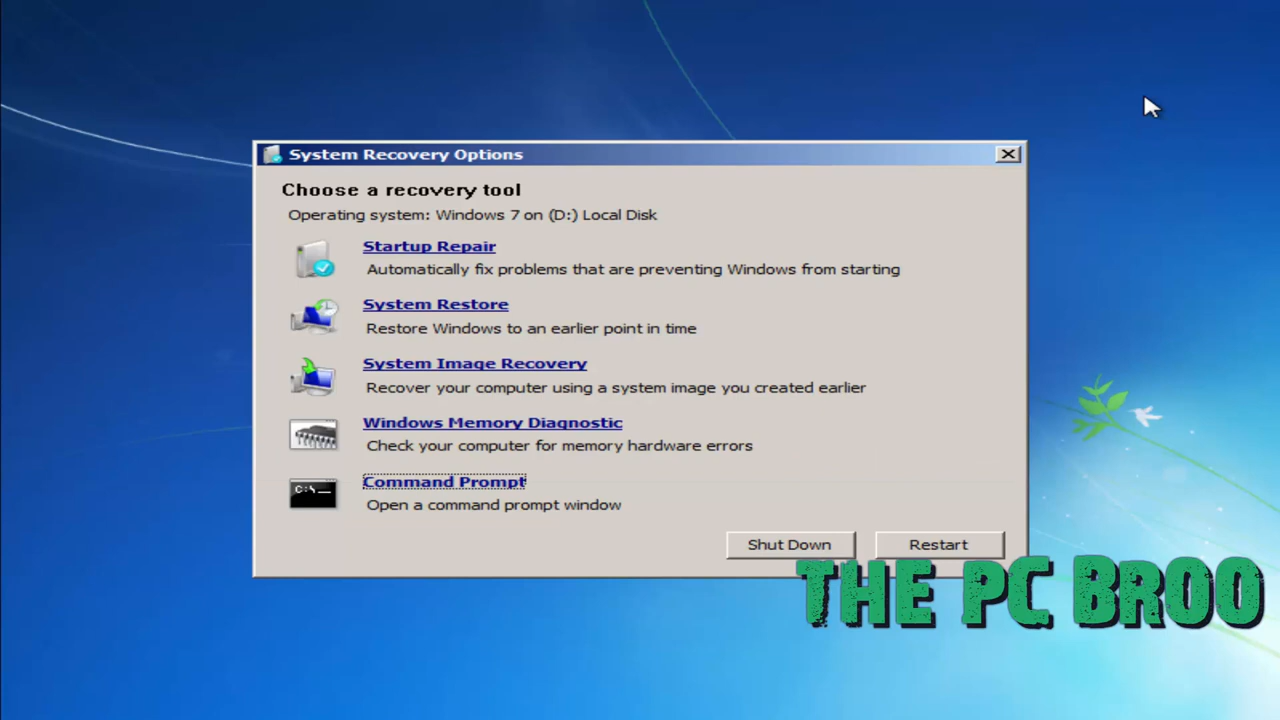 System Recovery Options
Choose a recovery tool
Operating system: Windows 7 on (D:) Local Disk
Startup Repair
Automatically fix problems that are preventing Windows from starting
System Restore
Restore Windows to an earlier point in time
System Image Recovery
Recover your computer using a system image you created earlier
Windows Memory Diagnostic
Check your computer for memory hardware errors
C:\_
Command Prompt
Open a command prompt window
Shut Down
Restart
THE PC BROO